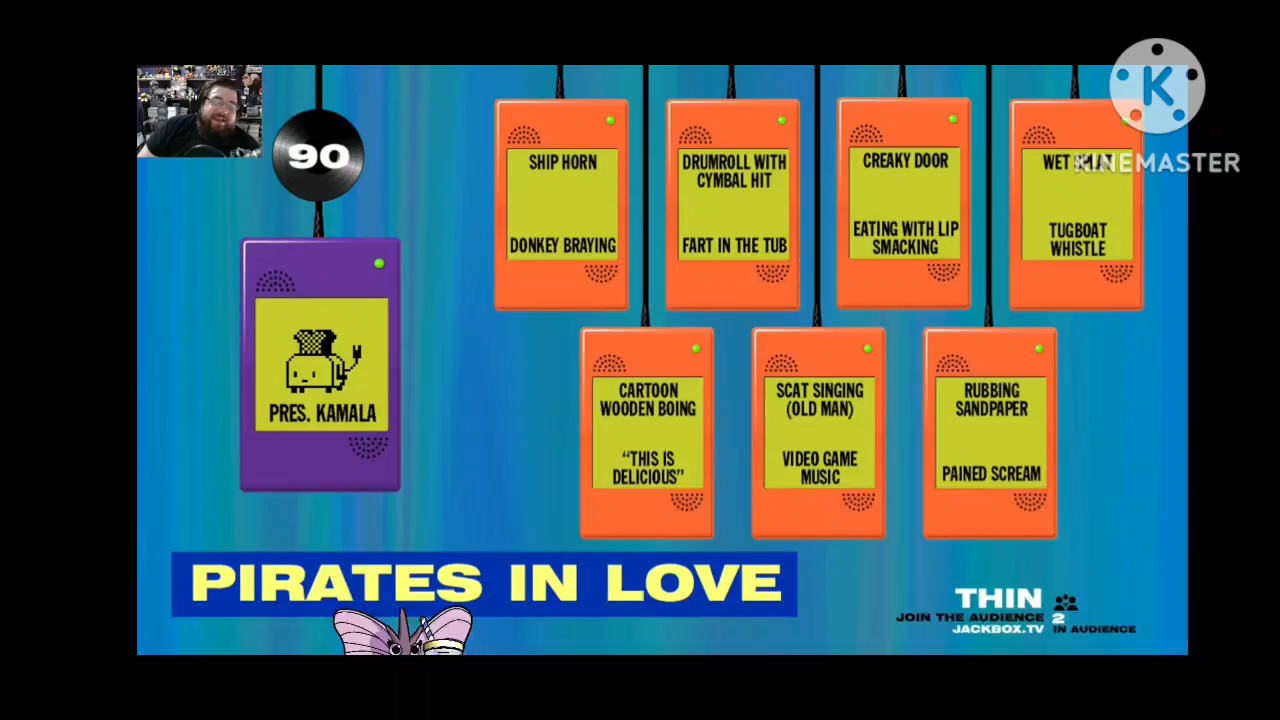 90
PRES. KAMALA
SHIP HORN
DONKEY BRAYING
DRUMROLL WITH
CYMBAL HIT
FART IN THE TUB
CREAKY DOOR
EATING WITH LIP
SMACKING
WET
TUGBOAT
WHISTLE
K
KINEMASTER
CARTOON
WOODEN BOING
“THIS IS
DELICIOUS”
SCAT SINGING
(OLD MAN)
VIDEO GAME
MUSIC
RUBBING
SANDPAPER
PAINED SCREAM
PIRATES IN LOVE
THIN
JOIN THE AUDIENCE 2
JACKBOX.TV IN AUDIENCE